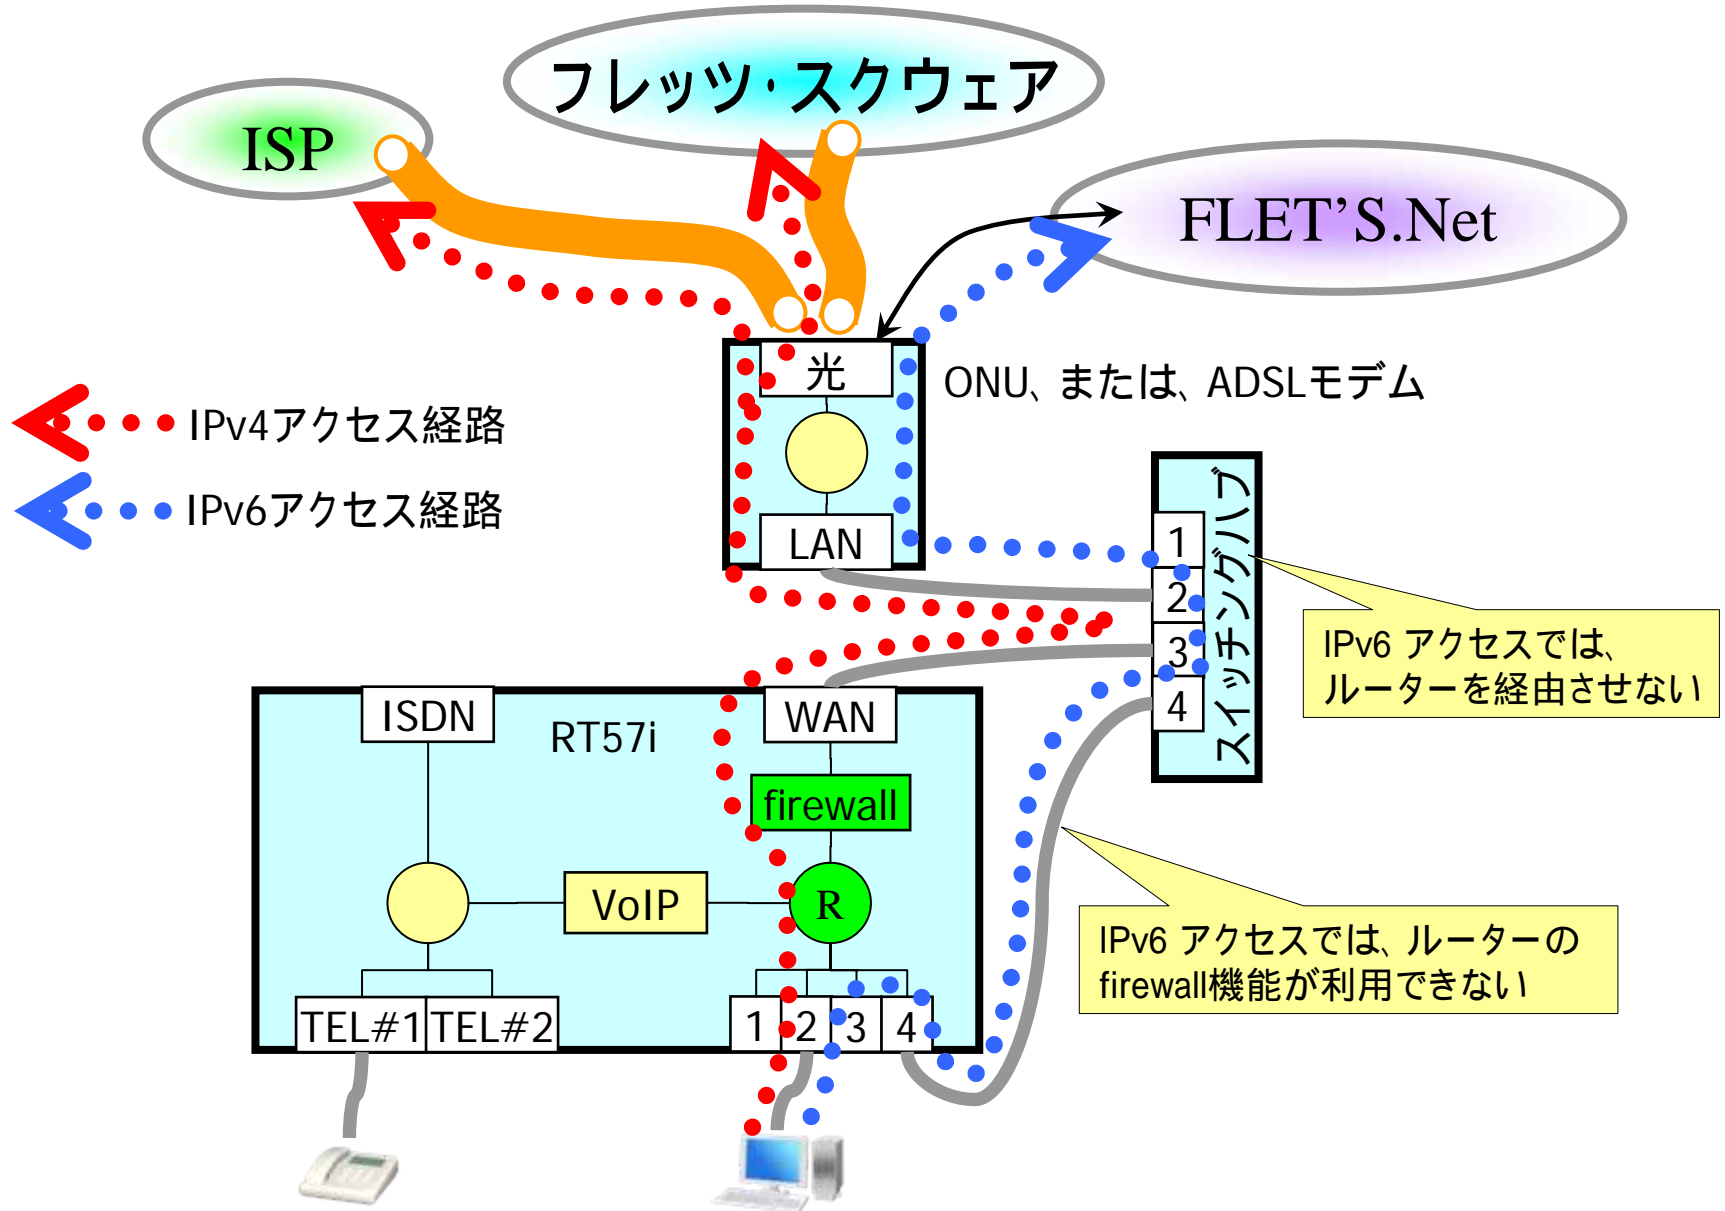 フレッツ・スクウェア
ISP
FLET'S.Net
光
ONU、または、ADSLモデム
IPv4アクセス経路
IPv6アクセス経路
LAN
スイッチングハブ
1
2
3
4
IPv6 アクセスでは、
ルーターを経由させない
ISDN
RT57i
WAN
firewall
VoIP
R
IPv6 アクセスでは、ルーターの
firewall機能が利用できない
TEL#1 TEL#2
1 2 3 4